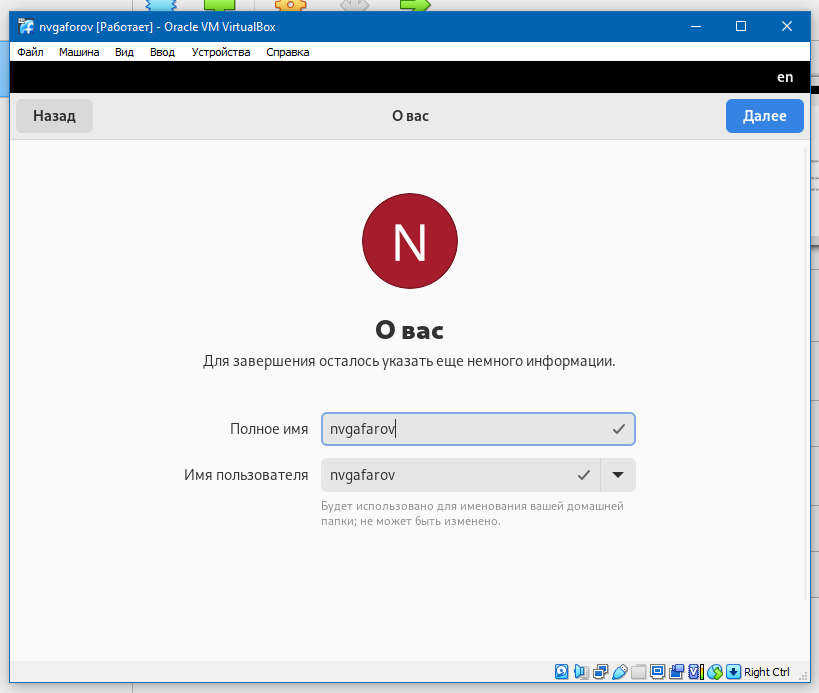 nvgaforov [Работает] - Oracle VM VirtualBox
Файл Машина Вид Ввод Устройства Справка
en
Назад О вас Далее
N
О вас
Для завершения осталось указать еще немного информации.
Полное имя nvgafarov
Имя пользователя nvgafarov
Будет использовано для именования вашей домашней
папки; не может быть изменено.
Right Ctrl